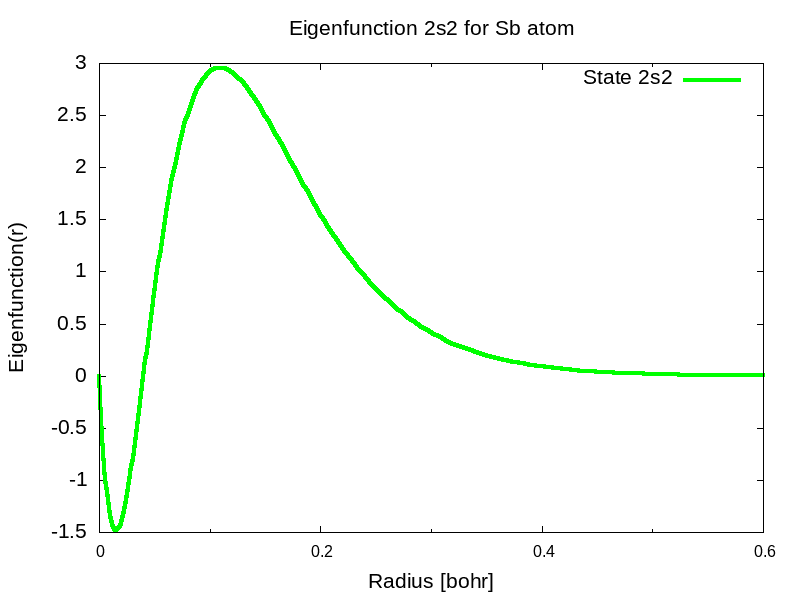 Eigenfunction 2s2 for Sb atom
State 2s2
3
2.5
2
1.5
1
0.5
0
-0.5
-1
-1.5
Eigenfunction(r)
0 0.2 0.4 0.6
Radius [bohr]